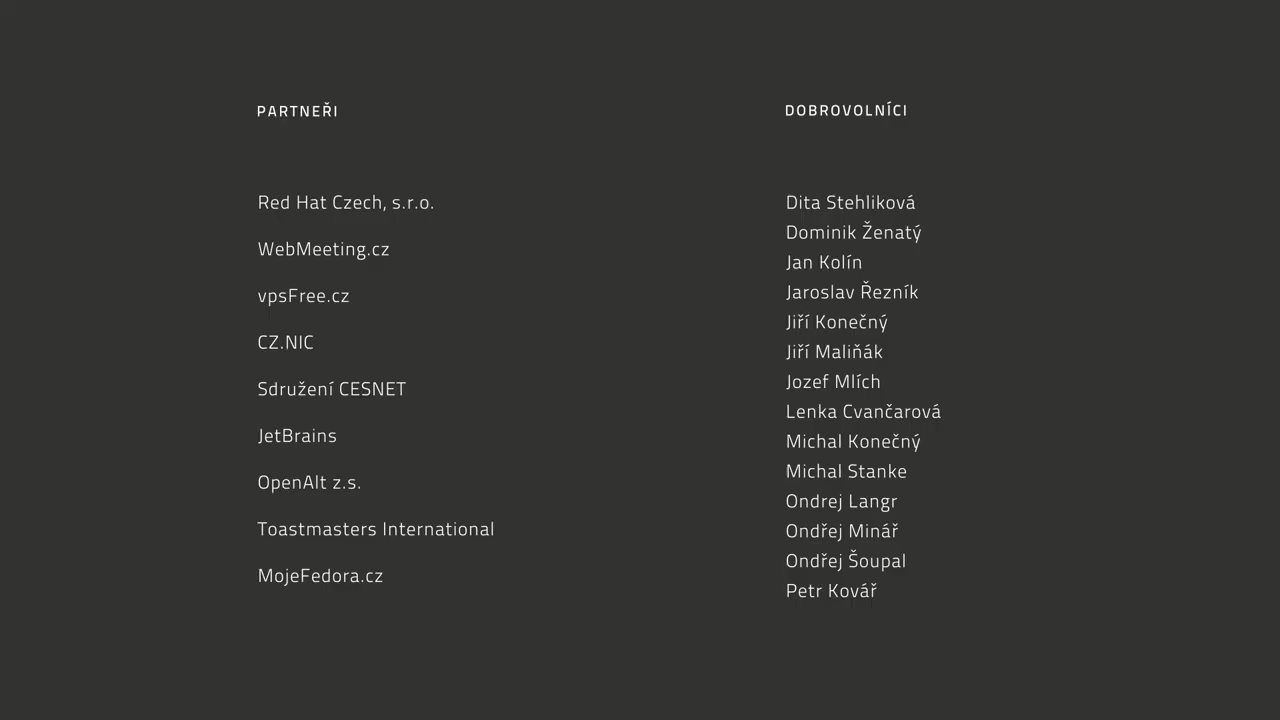 PARTNEŘI
Red Hat Czech, s.r.o.
WebMeeting.cz
vpsFree.cz
CZ.NIC
Sdružení CESNET
JetBrains
OpenAlt z.s.
Toastmasters International
MojeFedora.cz
DOBROVOLNÍCI
Dita Stehliková
Dominik Ženatý
Jan Kolín
Jaroslav Řezník
Jiří Konečný
Jiří Maliňák
Jozef Mlích
Lenka Cvančarová
Michal Konečný
Michal Stanke
Ondrej Langr
Ondřej Minář
Ondřej Šoupal
Petr Kovář